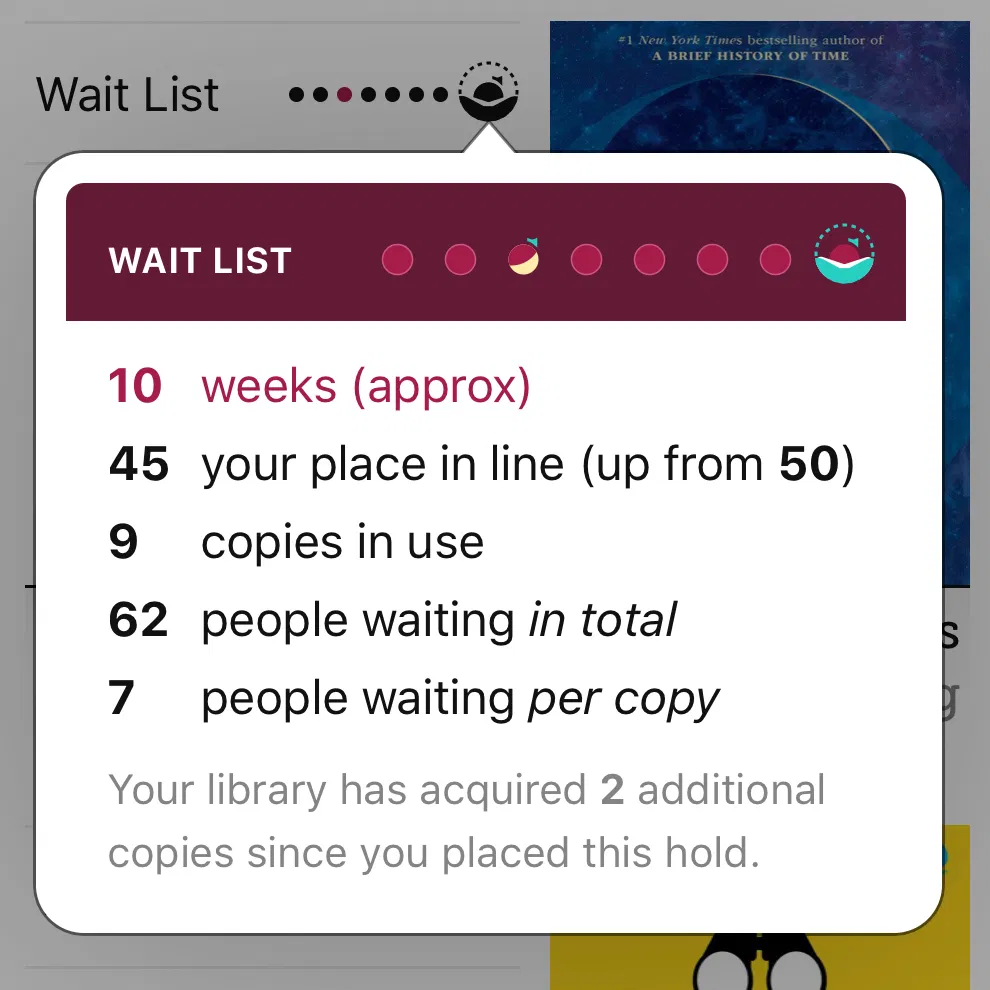 #1 New York Times bestselling author of
A BRIEF HISTORY OF TIME
Wait List
WAIT LIST
10 weeks (approx)
45 your place in line (up from 50)
9 copies in use
62 people waiting in total
7 people waiting per copy
Your library has acquired 2 additional
copies since you placed this hold.
s
g